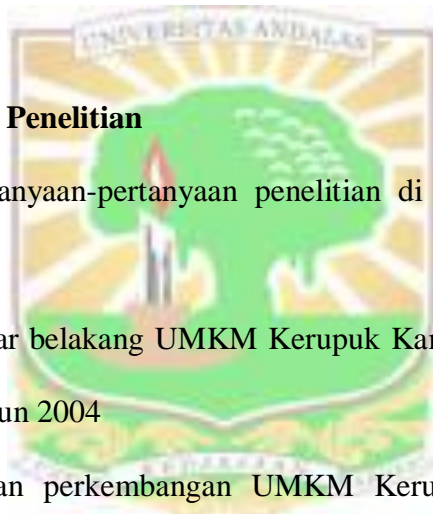 UNIVERSITAS ANDALAS
Penelitian
anyaan-pertanyaan penelitian di
ar belakang UMKM Kerupuk Kar
un 2004
an perkembangan UMKM Keru